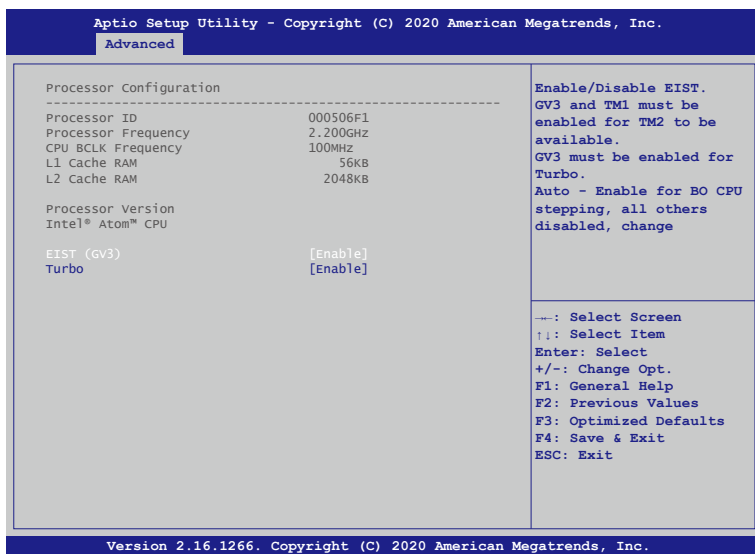 Aptio Setup Utility - Copyright (C) 2020 American Megatrends, Inc.
Advanced
Processor Configuration
----------------------------------------------------------
Processor ID 000506F1
Processor Frequency 2.200GHz
CPU BCLK Frequency 100MHz
L1 Cache RAM 56KB
L2 Cache RAM 2048KB
Processor Version
Intel® Atom™ CPU
EIST (GV3) [Enable]
Turbo [Enable]
Enable/Disable EIST.
GV3 and TM1 must be
enabled for TM2 to be
available.
GV3 must be enabled for
Turbo.
Auto - Enable for BO CPU
stepping, all others
disabled, change
→←: Select Screen
↑↓: Select Item
Enter: Select
+/-: Change Opt.
F1: General Help
F2: Previous Values
F3: Optimized Defaults
F4: Save & Exit
ESC: Exit
Version 2.16.1266. Copyright (C) 2020 American Megatrends, Inc.